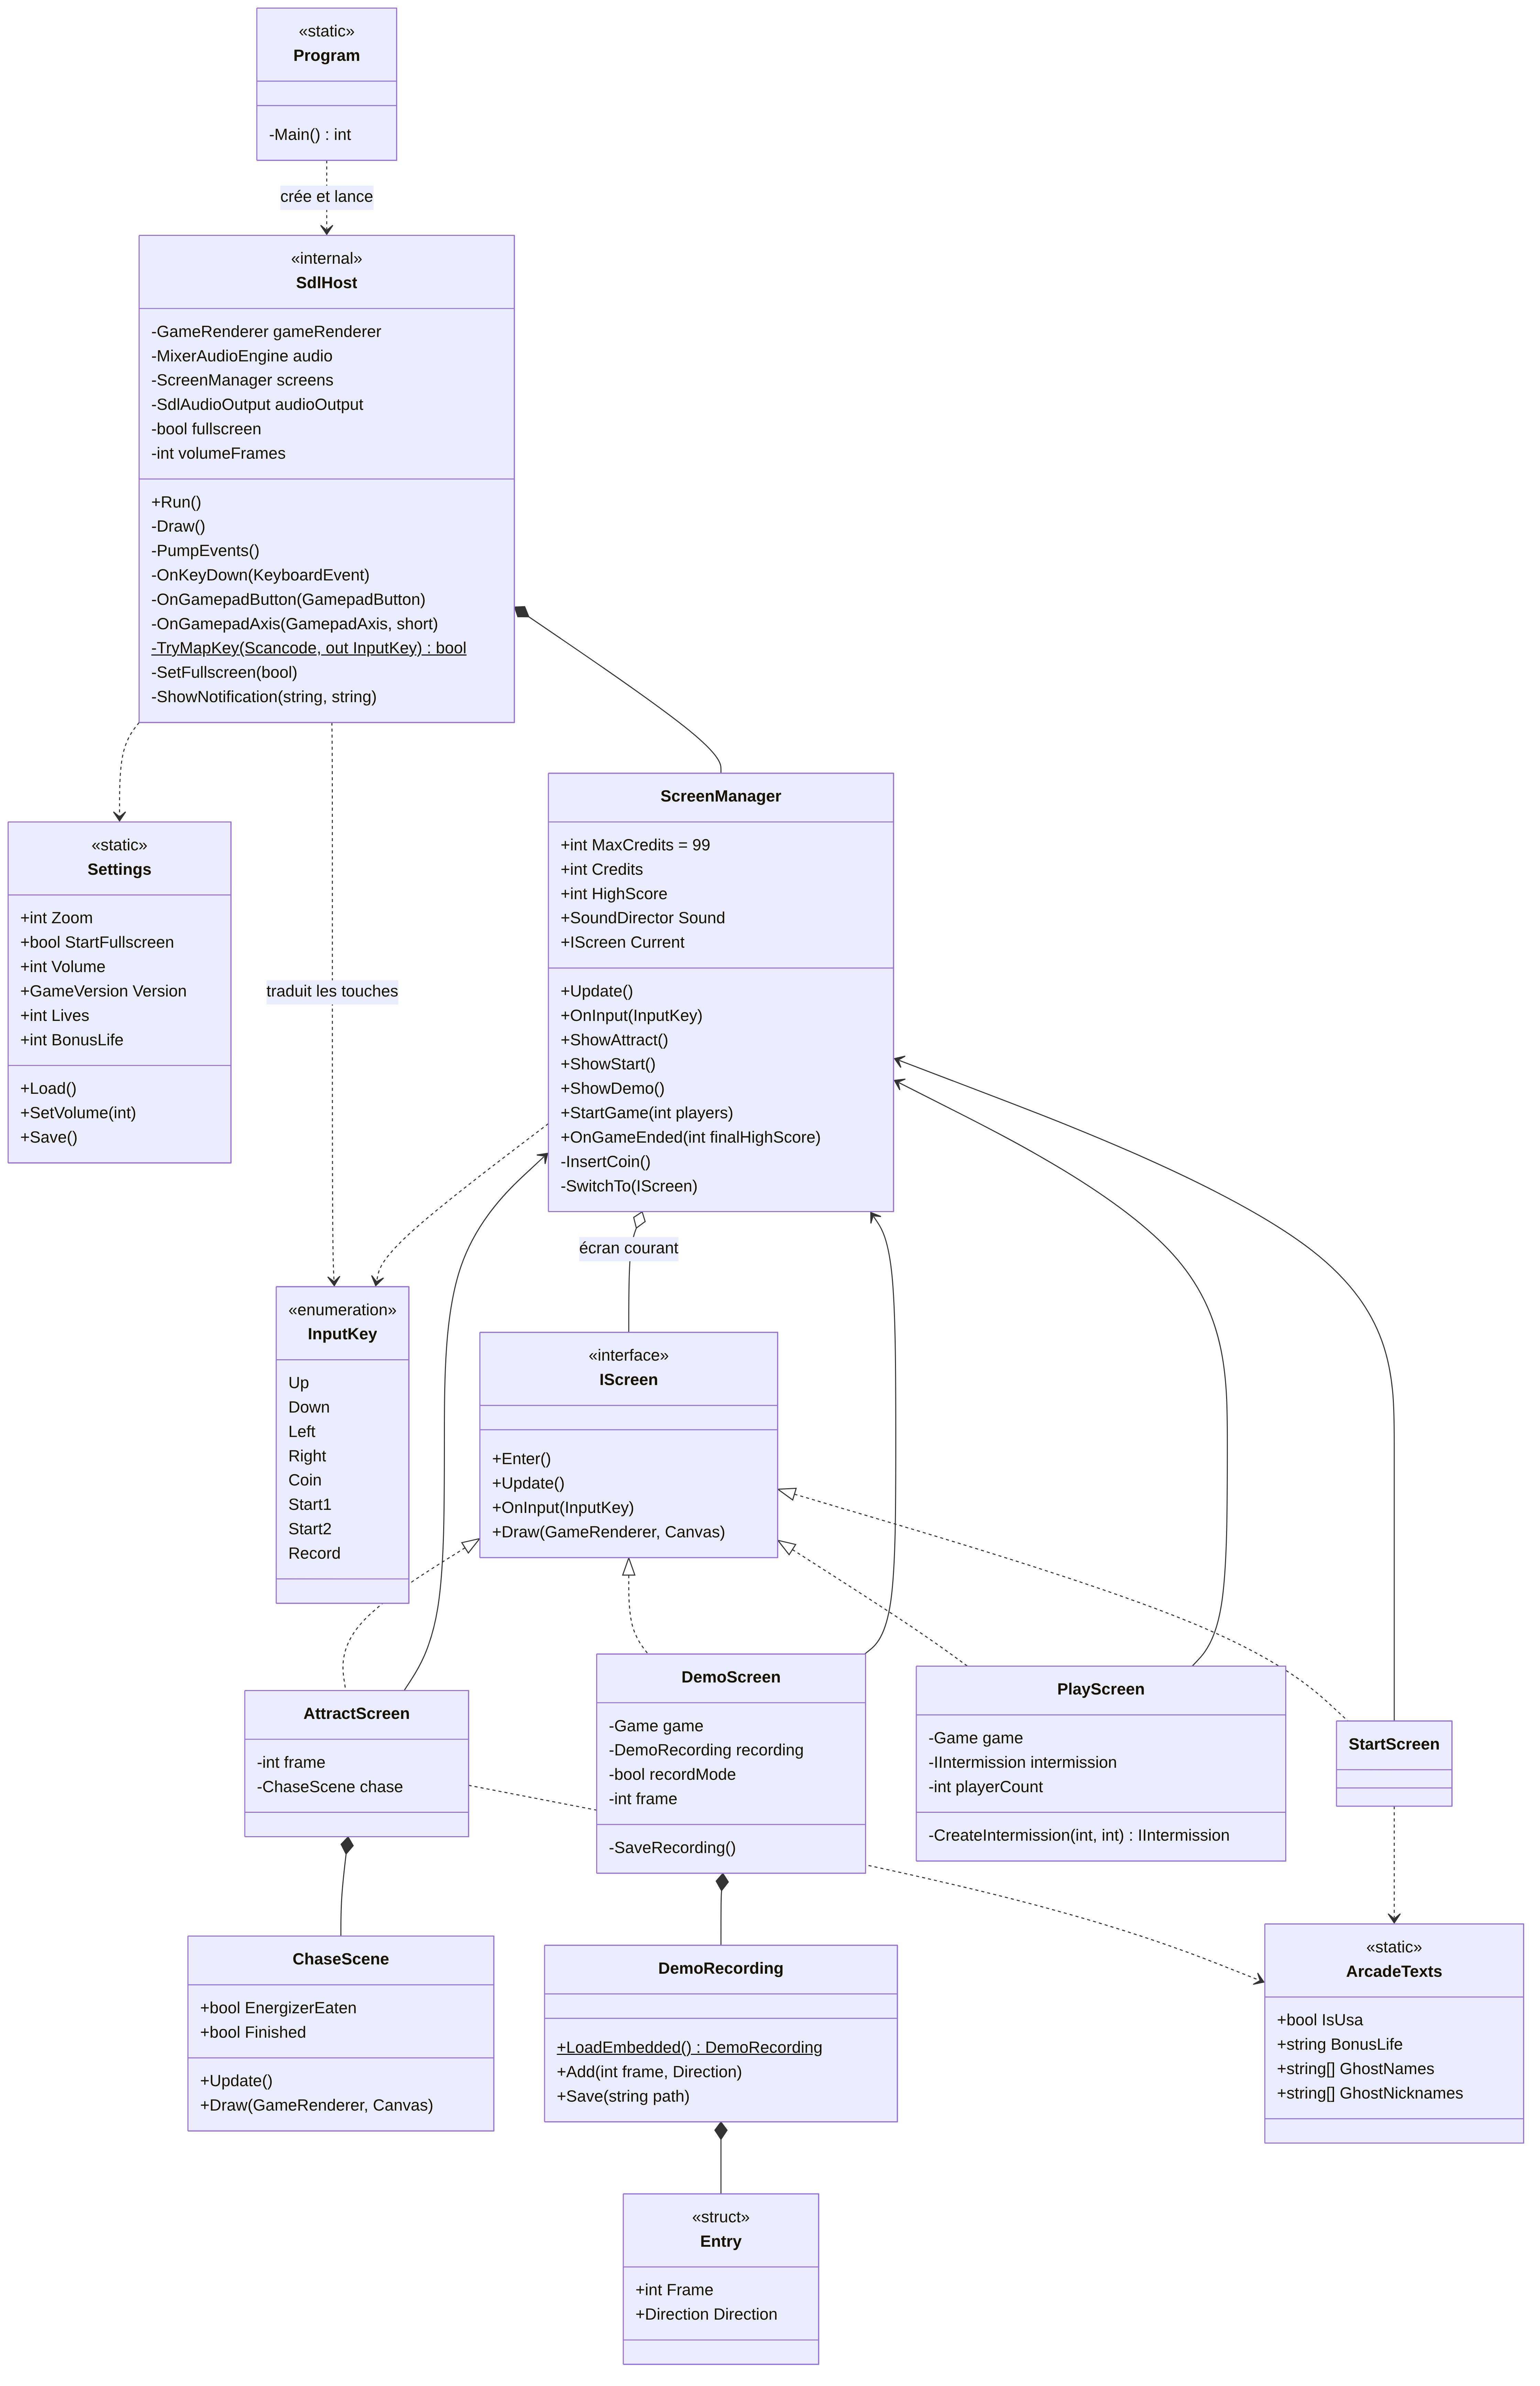 «static»
Program
-Main() : int
crée et lance
«internal»
SdlHost
-GameRenderer gameRenderer
-MixerAudioEngine audio
-ScreenManager screens
-SdlAudioOutput audioOutput
-bool fullscreen
-int volumeFrames
+Run()
-Draw()
-PumpEvents()
-OnKeyDown(KeyboardEvent)
-OnGamepadButton(GamepadButton)
-OnGamepadAxis(GamepadAxis, short)
-TryMapKey(Scancode, out InputKey) : bool
-SetFullscreen(bool)
-ShowNotification(string, string)
«static»
Settings
+int Zoom
+bool StartFullscreen
+int Volume
+GameVersion Version
+int Lives
+int BonusLife
+Load()
+SetVolume(int)
+Save()
traduit les touches
ScreenManager
+int MaxCredits = 99
+int Credits
+int HighScore
+SoundDirector Sound
+IScreen Current
+Update()
+OnInput(InputKey)
+ShowAttract()
+ShowStart()
+ShowDemo()
+StartGame(int players)
+OnGameEnded(int finalHighScore)
-InsertCoin()
-SwitchTo(IScreen)
écran courant
«enumeration»
InputKey
Up
Down
Left
Right
Coin
Start1
Start2
Record
«interface»
IScreen
+Enter()
+Update()
+OnInput(InputKey)
+Draw(GameRenderer, Canvas)
AttractScreen
-int frame
-ChaseScene chase
DemoScreen
-Game game
-DemoRecording recording
-bool recordMode
-int frame
-SaveRecording()
PlayScreen
-Game game
-IIntermission intermission
-int playerCount
-CreateIntermission(int, int) : IIntermission
StartScreen
ChaseScene
+bool EnergizerEaten
+bool Finished
+Update()
+Draw(GameRenderer, Canvas)
DemoRecording
+LoadEmbedded() : DemoRecording
+Add(int frame, Direction)
+Save(string path)
«static»
ArcadeTexts
+bool IsUsa
+string BonusLife
+string[] GhostNames
+string[] GhostNicknames
«struct»
Entry
+int Frame
+Direction Direction